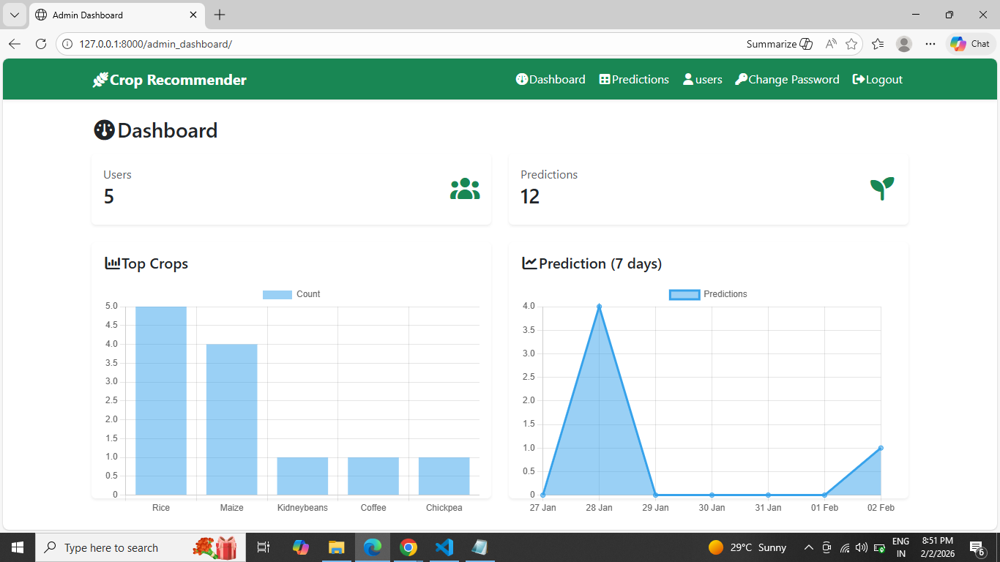 Admin Dashboard
127.0.0.1:8000/admin_dashboard/
Summarize
Chat
Crop Recommender
Dashboard
Predictions
users
Change Password
Logout
Dashboard
Users
5
Predictions
12
Top Crops
Count
5.0
4.5
4.0
3.5
3.0
2.5
2.0
1.5
1.0
0.5
0
Rice
Maize
Kidneybeans
Coffee
Chickpea
Prediction (7 days)
Predictions
4.0
3.5
3.0
2.5
2.0
1.5
1.0
0.5
0
27 Jan
28 Jan
29 Jan
30 Jan
31 Jan
01 Feb
02 Feb
Type here to search
29°C Sunny
ENG
IN
8:51 PM
2/2/2026
6